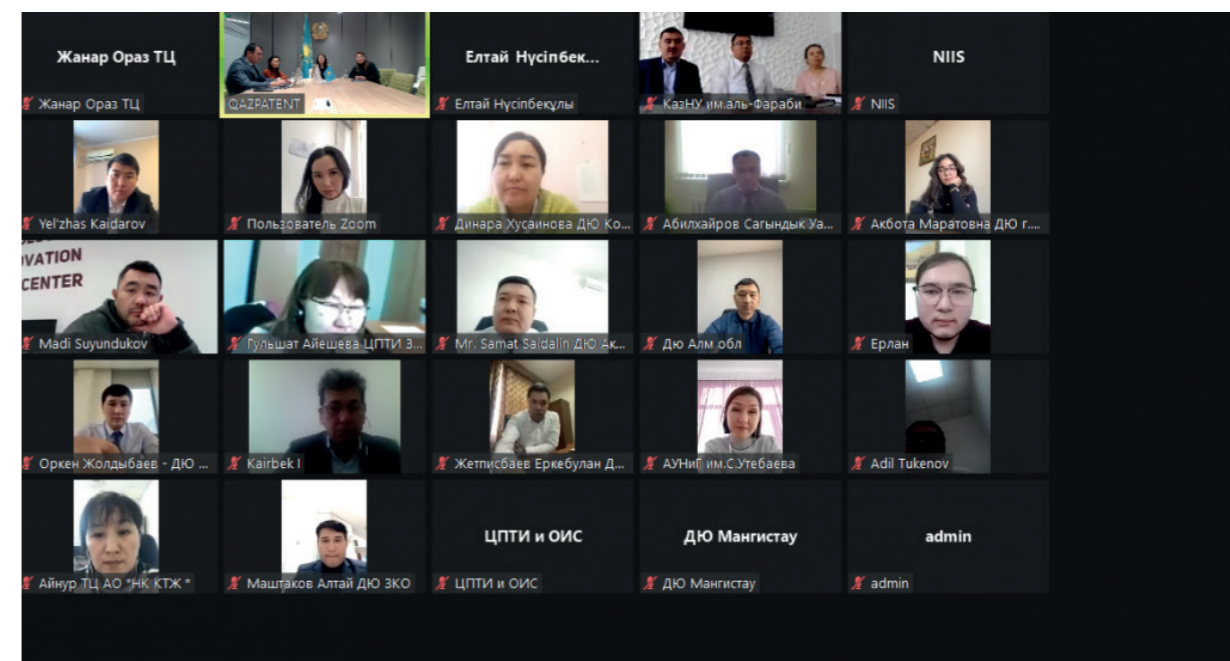 Жанар Ораз ТЦ
Жанар Ораз ТЦ
QAZPATENT
Елтай Нүсіпбек...
Елтай Нүсіпбекұлы
КазНУ им.аль-Фараби
NIIS
NIIS
Yel'zhas Kaidarov
Пользователь Zoom
Динара Хусаинова ДЮ Ко...
Абилхайров Сагындык Уа...
Акбота Маратовна ДЮ г....
OVATION
CENTER
Madi Suyundukov
Гульшат Айешева ЦПТИ З...
Mr. Samat Saidalin ДЮ Ак...
Дю Алм обл
Ерлан
Оркен Жолдыбаев - ДЮ ...
Kairbek I
Жетписбаев Еркебулан Д...
АУНиГ им.С.Утебаева
Adil Tukenov
Айнур ТЦ АО "НК КТЖ "
Маштаков Алтай ДЮ ЗКО
ЦПТИ и ОИС
ЦПТИ и ОИС
ДЮ Мангистау
ДЮ Мангистау
admin
admin